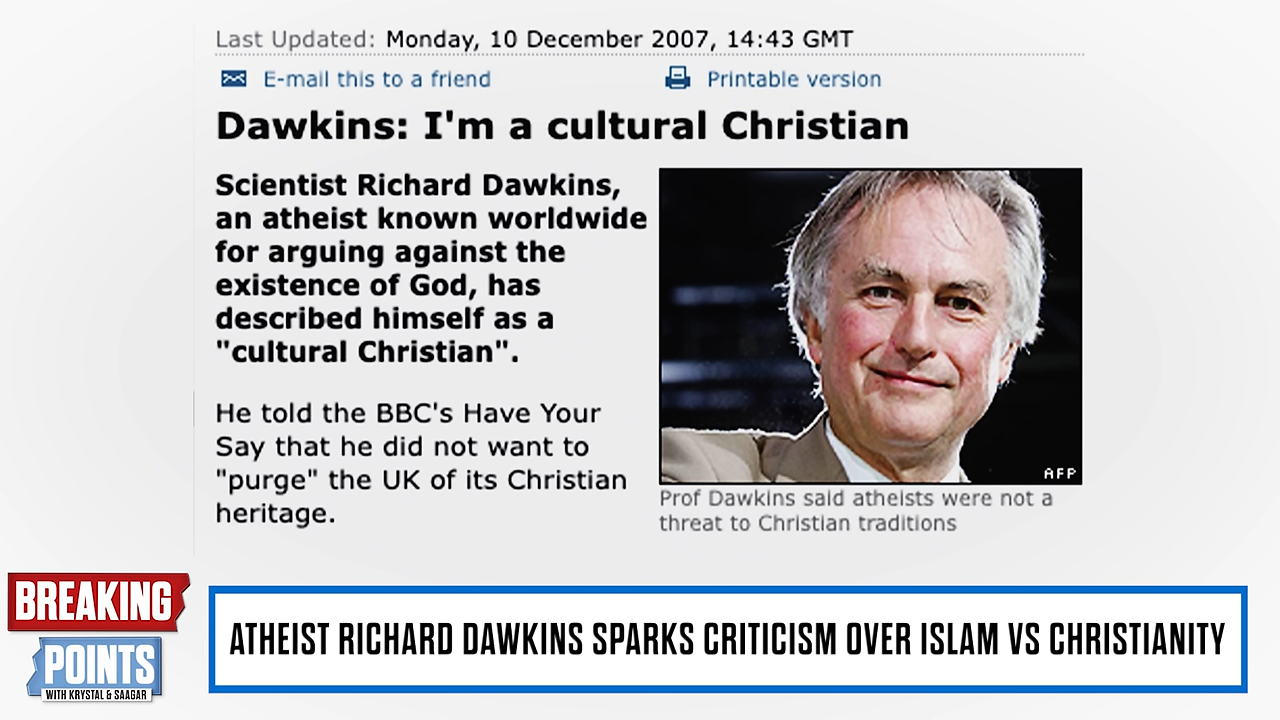 Last Updated: Monday, 10 December 2007, 14:43 GMT
E-mail this to a friend
Printable version
Dawkins: I'm a cultural Christian
Scientist Richard Dawkins,
an atheist known worldwide
for arguing against the
existence of God, has
described himself as a
"cultural Christian".
He told the BBC's Have Your
Say that he did not want to
"purge" the UK of its Christian
heritage.
AFP
Prof Dawkins said atheists were not a
threat to Christian traditions
BREAKING
POINTS
WITH KRYSTAL & SAAGAR
ATHEIST RICHARD DAWKINS SPARKS CRITICISM OVER ISLAM VS CHRISTIANITY